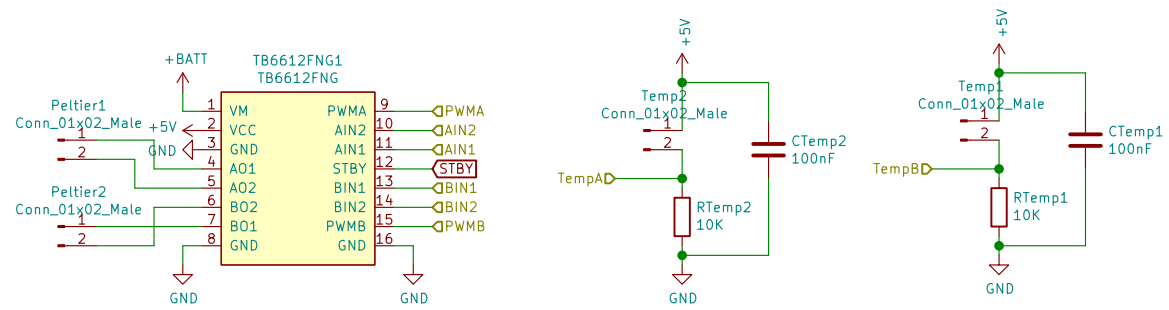 +BATT
TB6612FNG1
TB6612FNG
Peltier1
Conn_01x02_Male
1
2
+5V
GND
Peltier2
Conn_01x02_Male
1
2
1 VM
2 VCC
3 GND
4 AO1
5 AO2
6 BO2
7 BO1
8 GND
PWMA 9 PWMA
AIN2 10 AIN2
AIN1 11 AIN1
STBY 12 STBY
BIN1 13 BIN1
BIN2 14 BIN2
PWMB 15 PWMB
GND 16
GND
GND
+5V
Temp2
Conn_01x02_Male
1
2
CTemp2
100nF
TempA
RTemp2
10K
GND
+5V
Temp1
Conn_01x02_Male
1
2
CTemp1
100nF
TempB
RTemp1
10K
GND